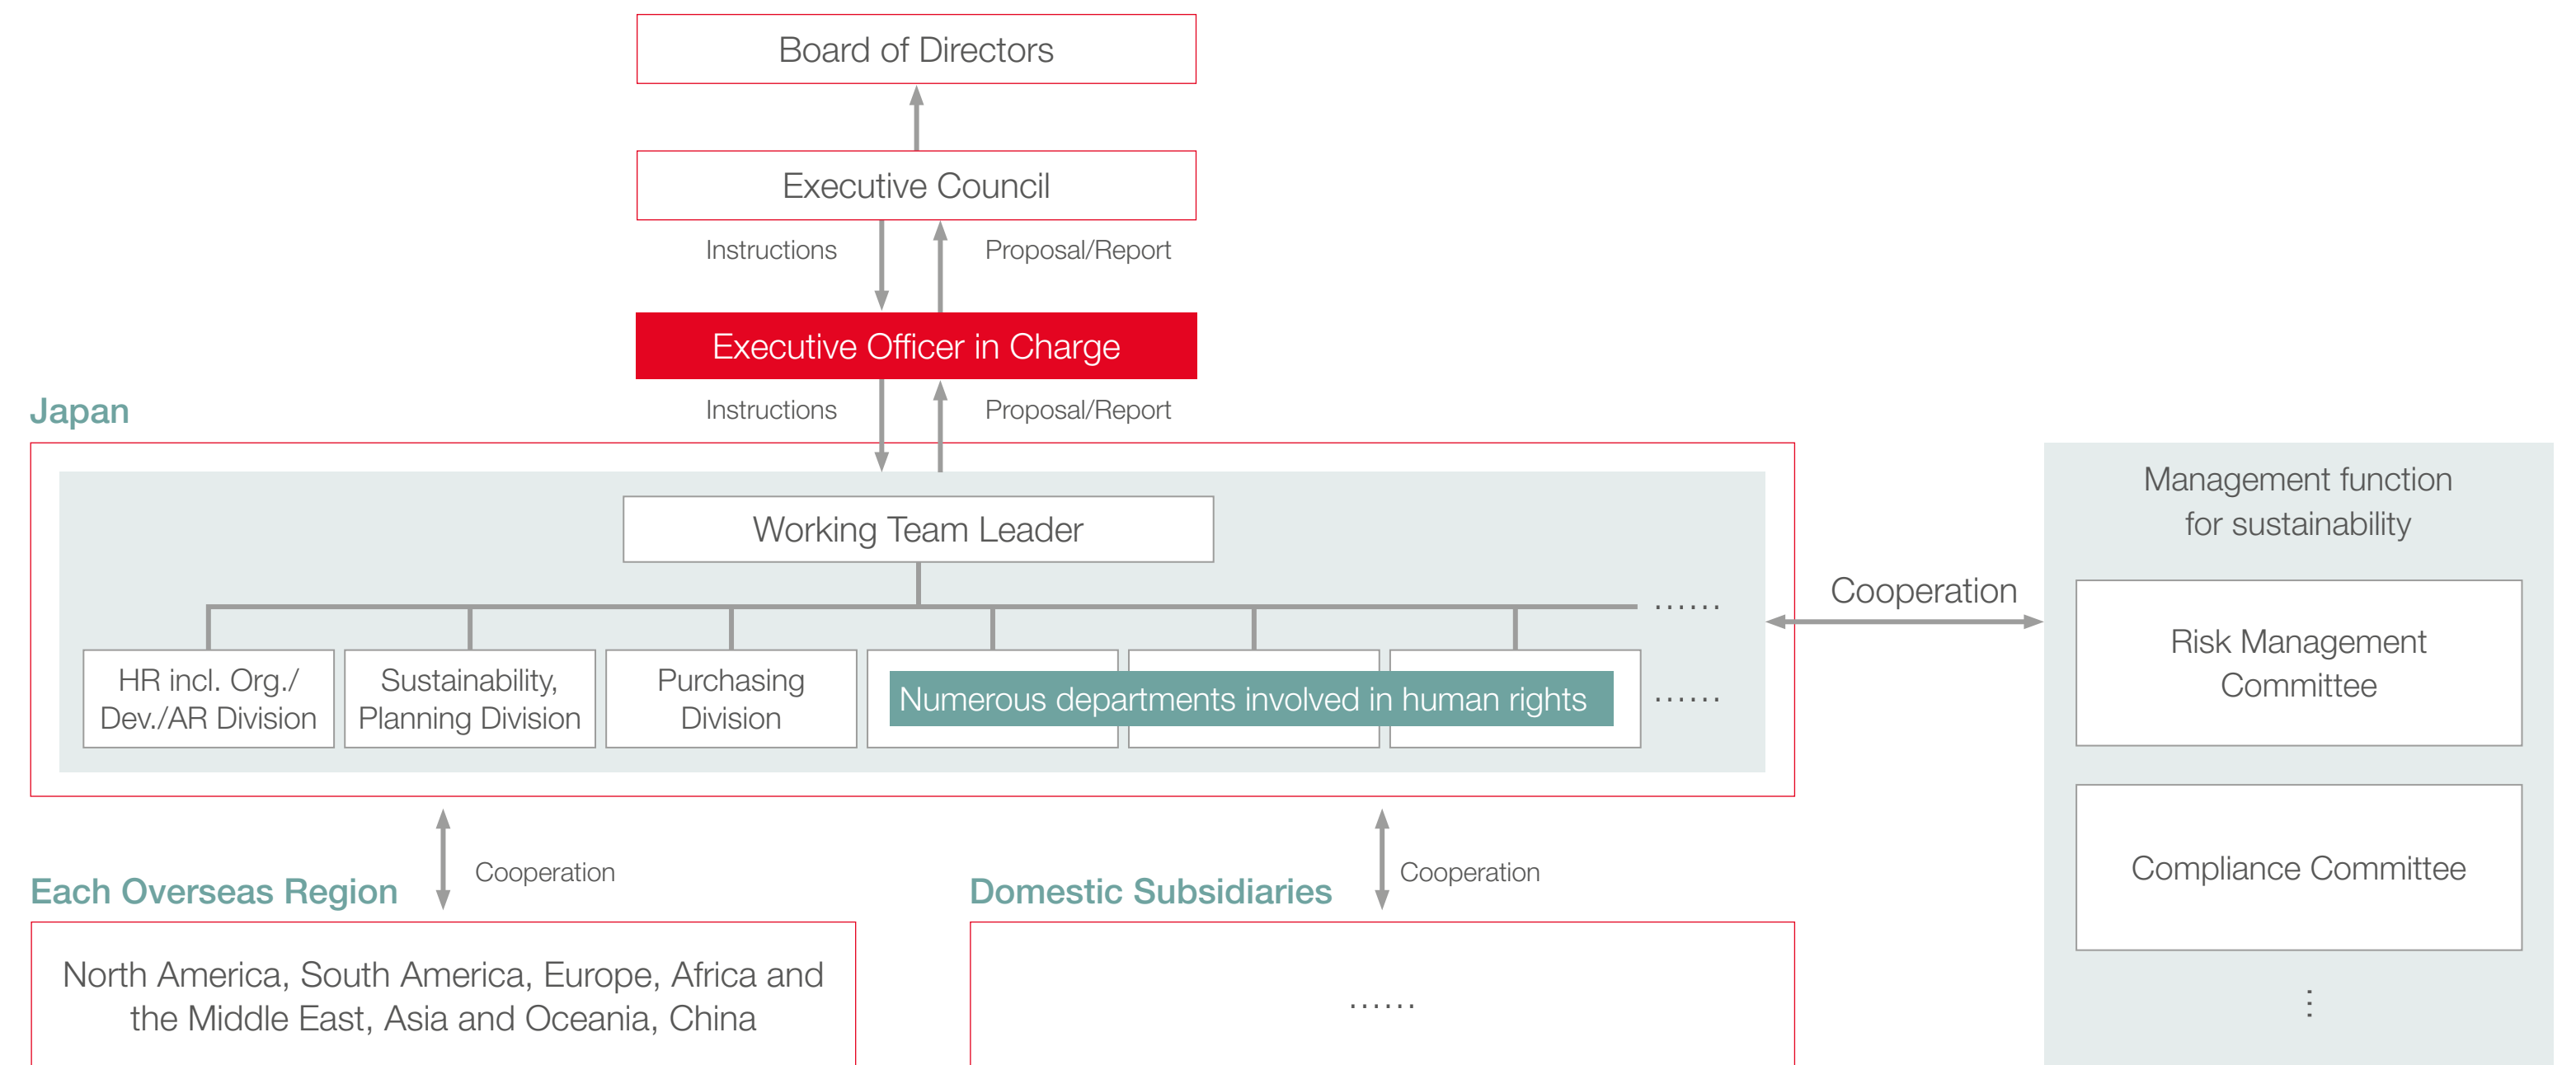 Board of Directors
Executive Council
Instructions
Proposal/Report
Executive Officer in Charge
Instructions
Proposal/Report
Japan
Working Team Leader
......
HR incl. Org./
Dev./AR Division
Sustainability,
Planning Division
Purchasing
Division
Numerous departments involved in human rights
......
Cooperation
Management function
for sustainability
Risk Management
Committee
Compliance Committee
...
Cooperation
Each Overseas Region
North America, South America, Europe, Africa and
the Middle East, Asia and Oceania, China
Cooperation
Domestic Subsidiaries
......